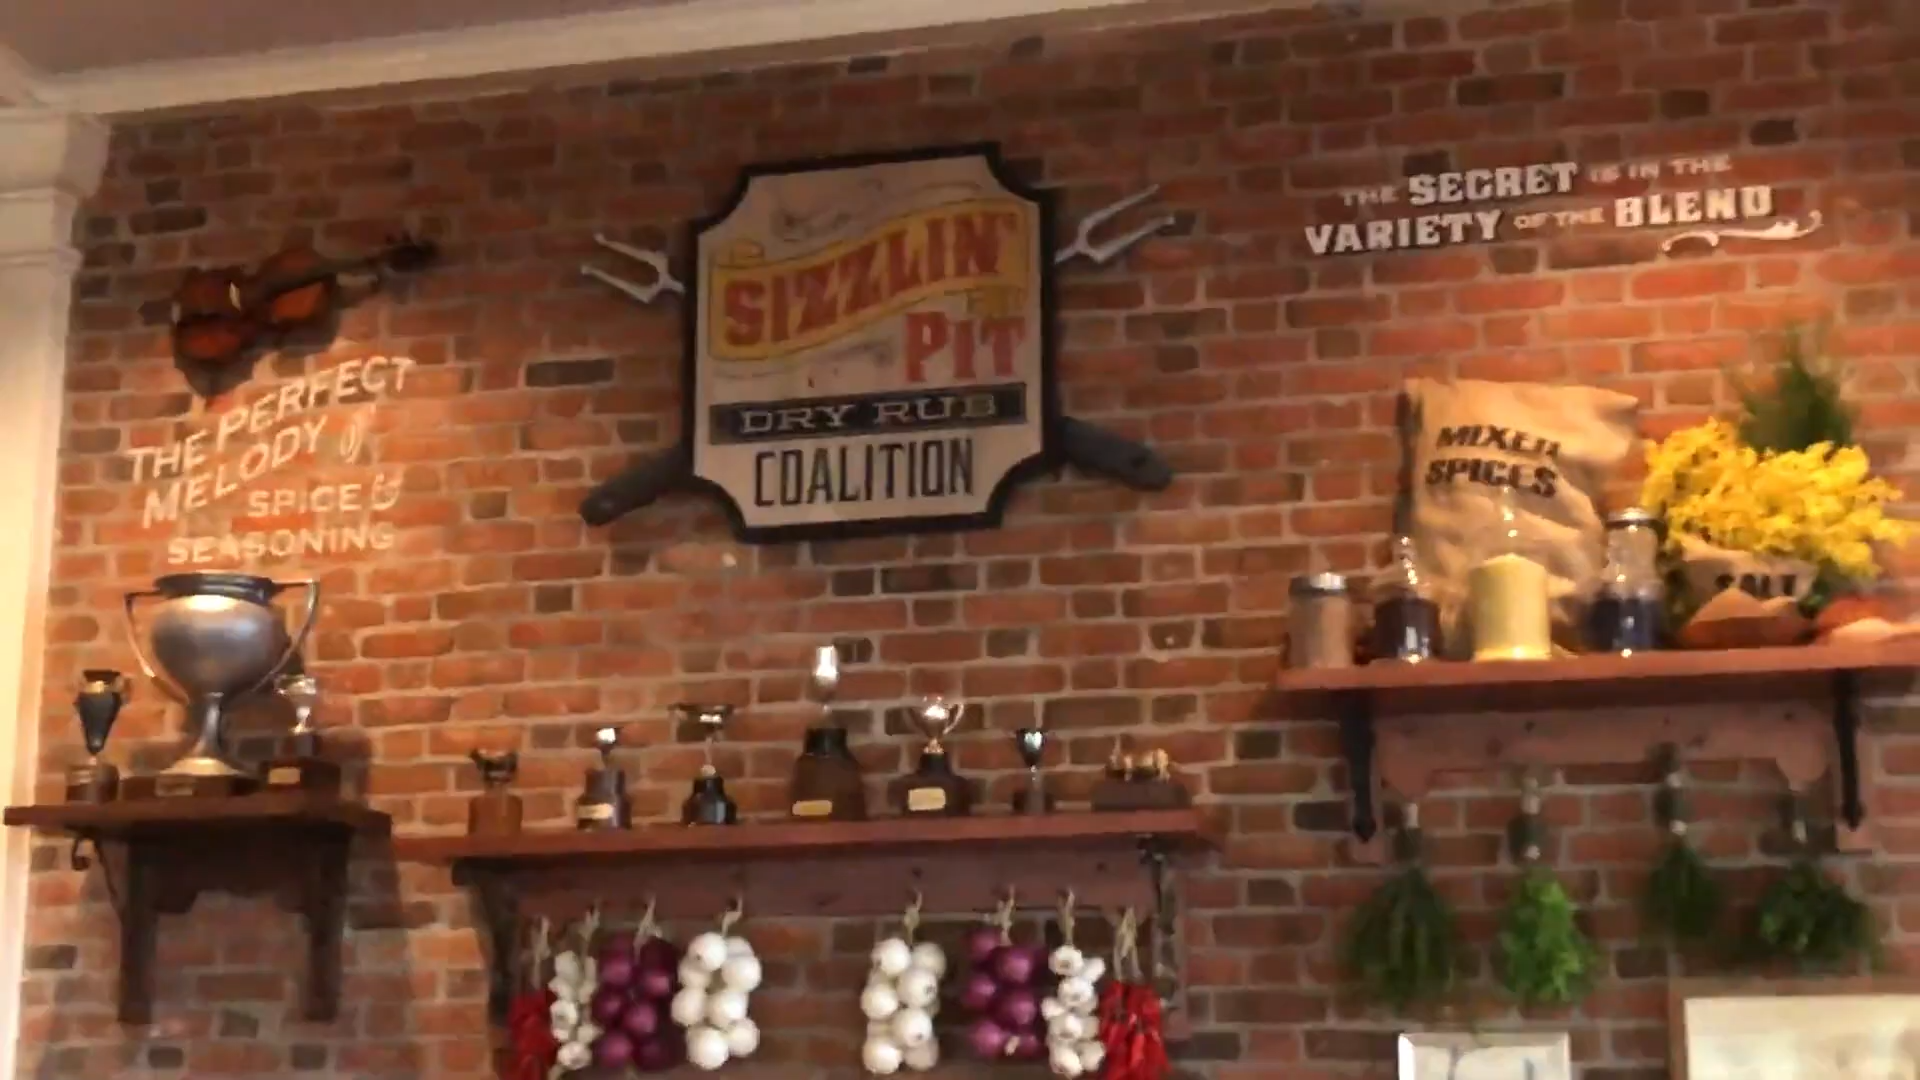 THE PERFECT
MELODY of
SPICE &
SEASONING
SIZZLIN'
PIT
DRY RUB
COALITION
THE SECRET IS IN THE
VARIETY OF THE BLEND
MIXED
SPICES
SALT